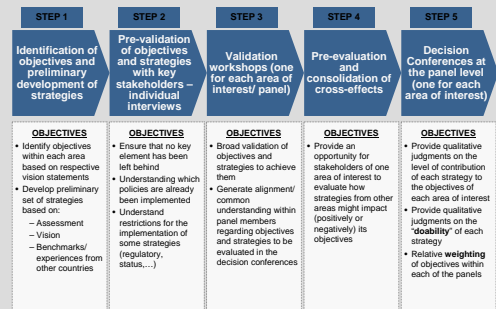 STEP 1
Identification of
objectives and
preliminary
development of
strategies
OBJECTIVES
• Identify objectives
within each area
based on respective
vision statements
• Develop preliminary
set of strategies
based on:
– Assessment
– Vision
– Benchmarks/
experiences from
other countries
STEP 2
Pre-validation
of objectives
and strategies
with key
stakeholders –
individual
interviews
OBJECTIVES
• Ensure that no key
element has been
left behind
• Understanding which
policies are already
been implemented
• Understand
restrictions for the
implementation of
some strategies
(regulatory,
status,...)
STEP 3
Validation
workshops (one
for each area of
interest/ panel)
OBJECTIVES
• Broad validation of
objectives and
strategies to achieve
them
• Generate alignment/
common
understanding within
panel members
regarding objectives
and strategies to be
evaluated in the
decision conferences
STEP 4
Pre-evaluation
and
consolidation of
cross-effects
OBJECTIVES
• Provide an
opportunity for
stakeholders of one
area of interest to
evaluate how
strategies from other
areas might impact
(positively or
negatively) its
objectives
STEP 5
Decision
Conferences at
the panel level
(one for each
area of interest)
OBJECTIVES
• Provide qualitative
judgments on the
level of contribution
of each strategy to
the objectives of
each area of interest
• Provide qualitative
judgments on the
"doability" of each
strategy
• Relative weighting
of objectives within
each of the panels